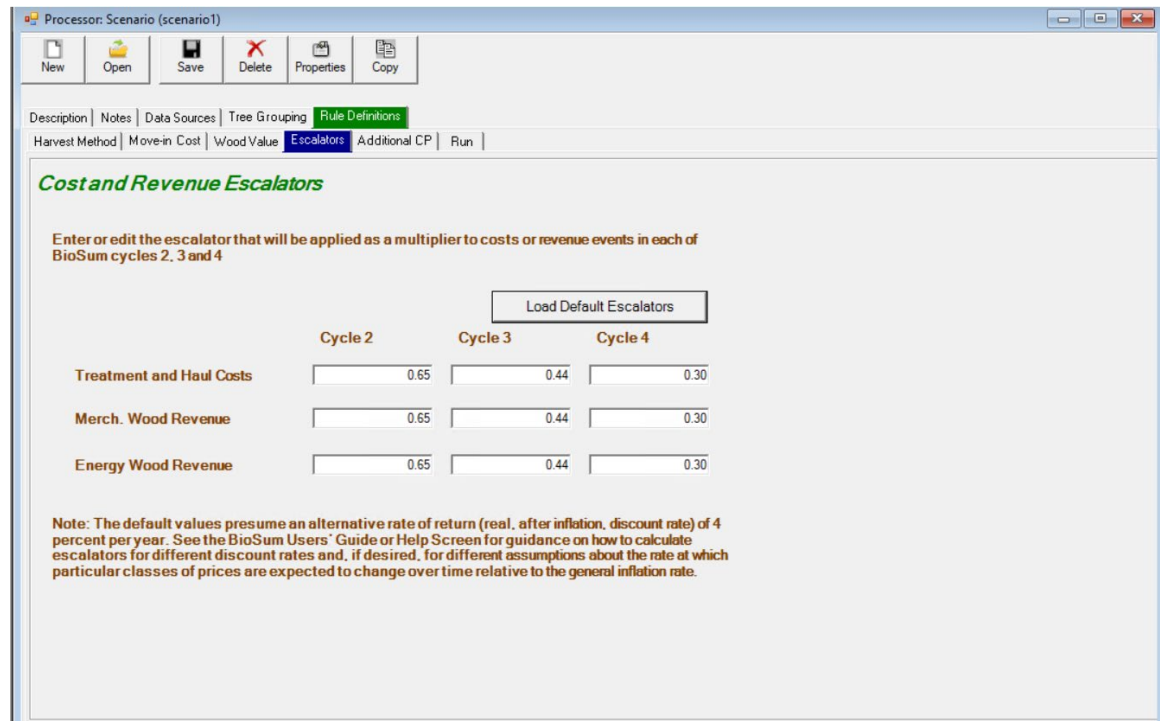 Processor: Scenario (scenario1)
New Open Save Delete Properties Copy
Description Notes Data Sources Tree Grouping Rule Definitions
Harvest Method Move-in Cost Wood Value Escalators Additional CP Run
Cost and Revenue Escalators
Enter or edit the escalator that will be applied as a multiplier to costs or revenue events in each of
BioSum cycles 2, 3 and 4
Load Default Escalators
Cycle 2 Cycle 3 Cycle 4
Treatment and Haul Costs 0.65 0.44 0.30
Merch. Wood Revenue 0.65 0.44 0.30
Energy Wood Revenue 0.65 0.44 0.30
Note: The default values presume an alternative rate of return (real, after inflation, discount rate) of 4
percent per year. See the BioSum Users' Guide or Help Screen for guidance on how to calculate
escalators for different discount rates and, if desired, for different assumptions about the rate at which
particular classes of prices are expected to change over time relative to the general inflation rate.